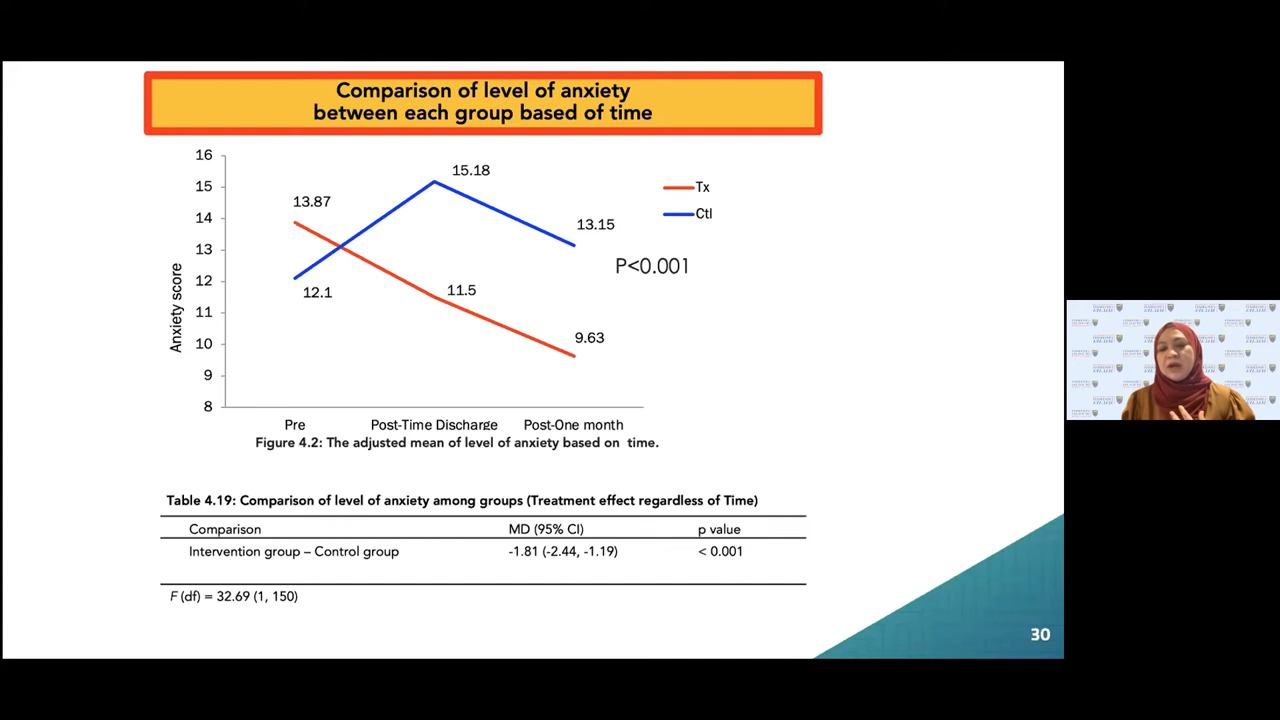 Comparison of level of anxiety
between each group based of time
16
15
14
13
12
11
10
9
8
Anxiety score
13.87
12.1
15.18
11.5
13.15
9.63
Tx
Ctl
P<0.001
Pre
Post-Time Discharge
Post-One month
Figure 4.2: The adjusted mean of level of anxiety based on time.
Table 4.19: Comparison of level of anxiety among groups (Treatment effect regardless of Time)
Comparison MD (95% CI) p value
Intervention group – Control group -1.81 (-2.44, -1.19) < 0.001
F (df) = 32.69 (1, 150)
30